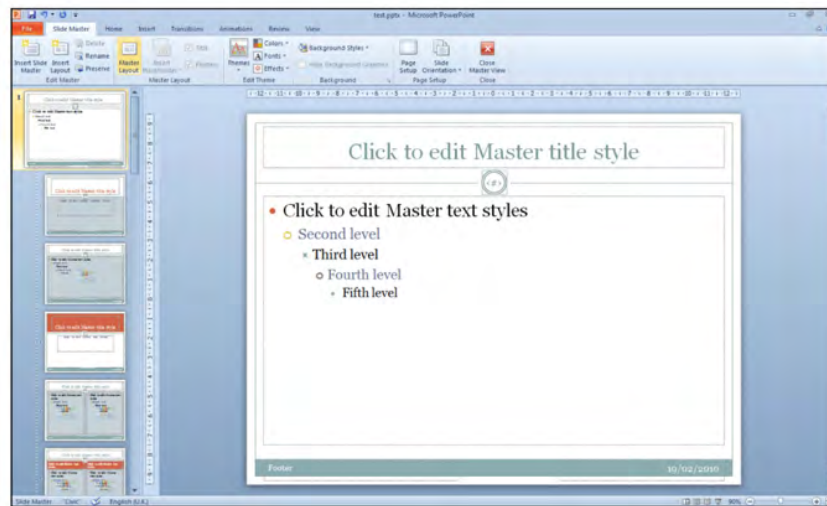 test.pptx - Microsoft PowerPoint
File Slide Master Home Insert Transitions Animations Review View
Insert Slide Master
Insert Layout
Delete
Rename
Preserve
Edit Master
Master Layout
Insert Placeholder
Title
Footers
Master Layout
Themes
Colors
Fonts
Effects
Edit Theme
Background Styles
Hide Background Graphics
Background
Page Setup
Slide Orientation
Page Setup
Close Master View
Close
1
Click to edit Master title style
‹#›
Click to edit Master text styles
Second level
Third level
Fourth level
Fifth level
Footer 19/02/2010
Slide Master "Civic" English (U.K.) 90%